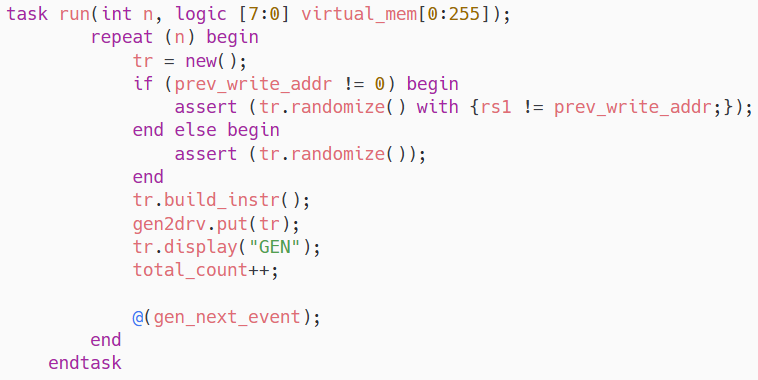 task run(int n, logic [7:0] virtual_mem[0:255]);
repeat (n) begin
tr = new();
if (prev_write_addr != 0) begin
assert (tr.randomize() with {rs1 != prev_write_addr;});
end else begin
assert (tr.randomize());
end
tr.build_instr();
gen2drv.put(tr);
tr.display("GEN");
total_count++;
@(gen_next_event);
end
endtask